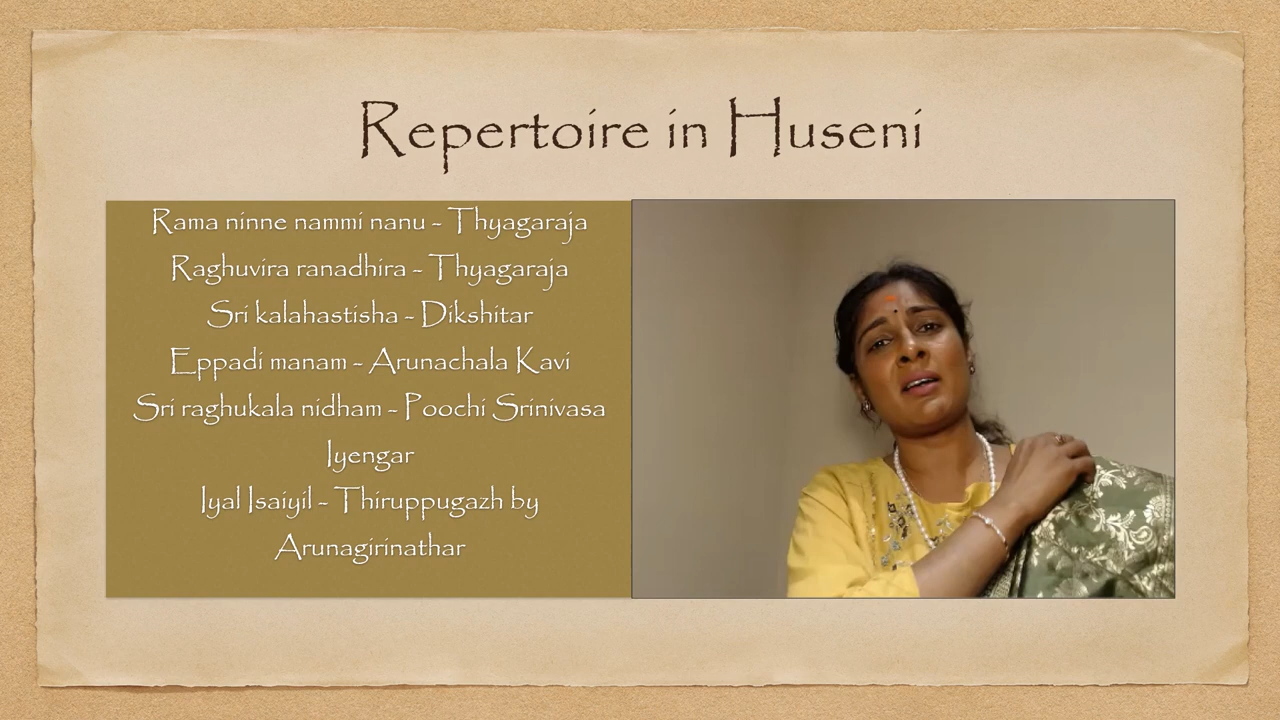 Repertoire in Huseni
Rama ninne nammi nanu - Thyagaraja
Raghuvira ranadhira - Thyagaraja
Sri kalahastisha - Dikshitar
Eppadi manam - Arunachala Kavi
Sri raghukala nidham - Poochi Srinivasa
Iyengar
Iyal Isaiyil - Thiruppugazh by
Arunagirinathar